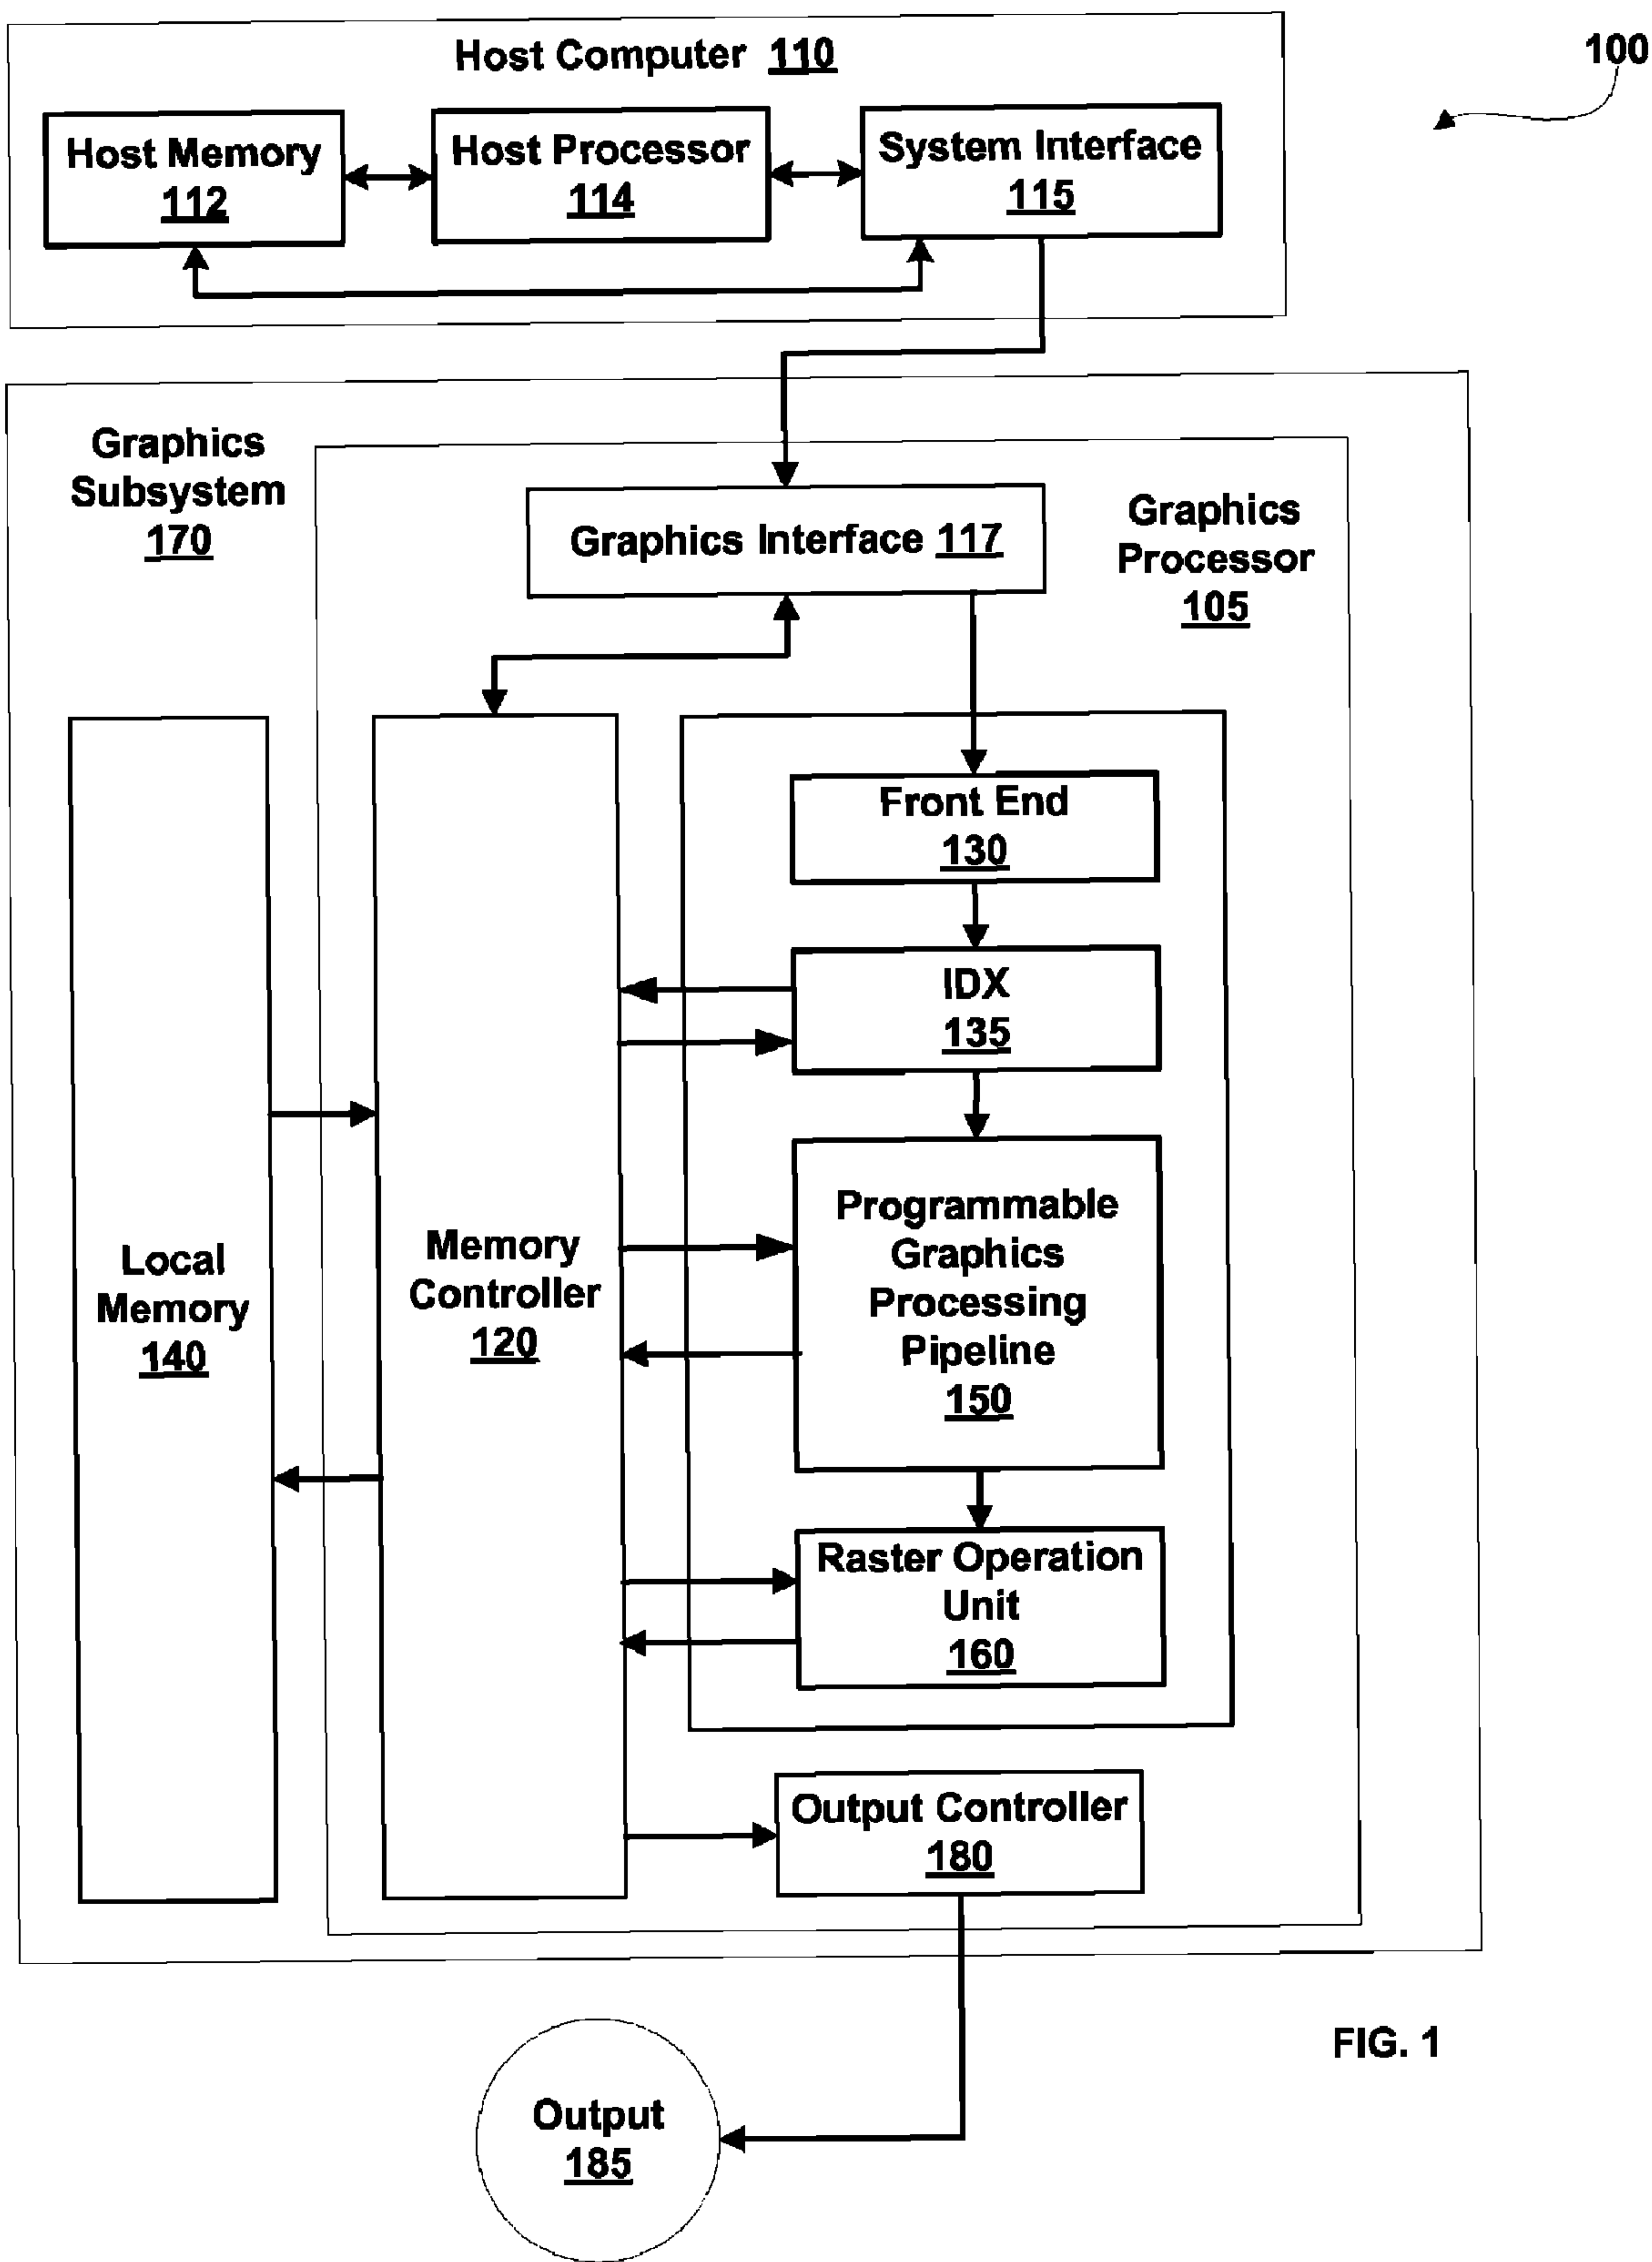 Host Computer 110
100
Host Memory
112
Host Processor
114
System Interface
115
Graphics
Subsystem
170
Graphics Interface 117
Graphics
Processor
105
Front End
130
IDX
135
Local
Memory
140
Memory
Controller
120
Programmable
Graphics
Processing
Pipeline
150
Raster Operation
Unit
160
Output Controller
180
Output
185
FIG. 1